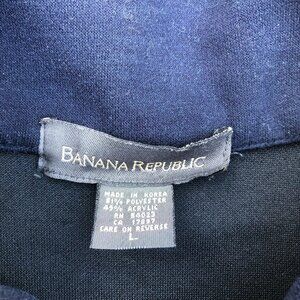 BANANA REPUBLIC
MADE IN KOREA
51% POLYESTER
49% ACRYLIC
RN 54023
CA 17897
CARE ON REVERSE
L